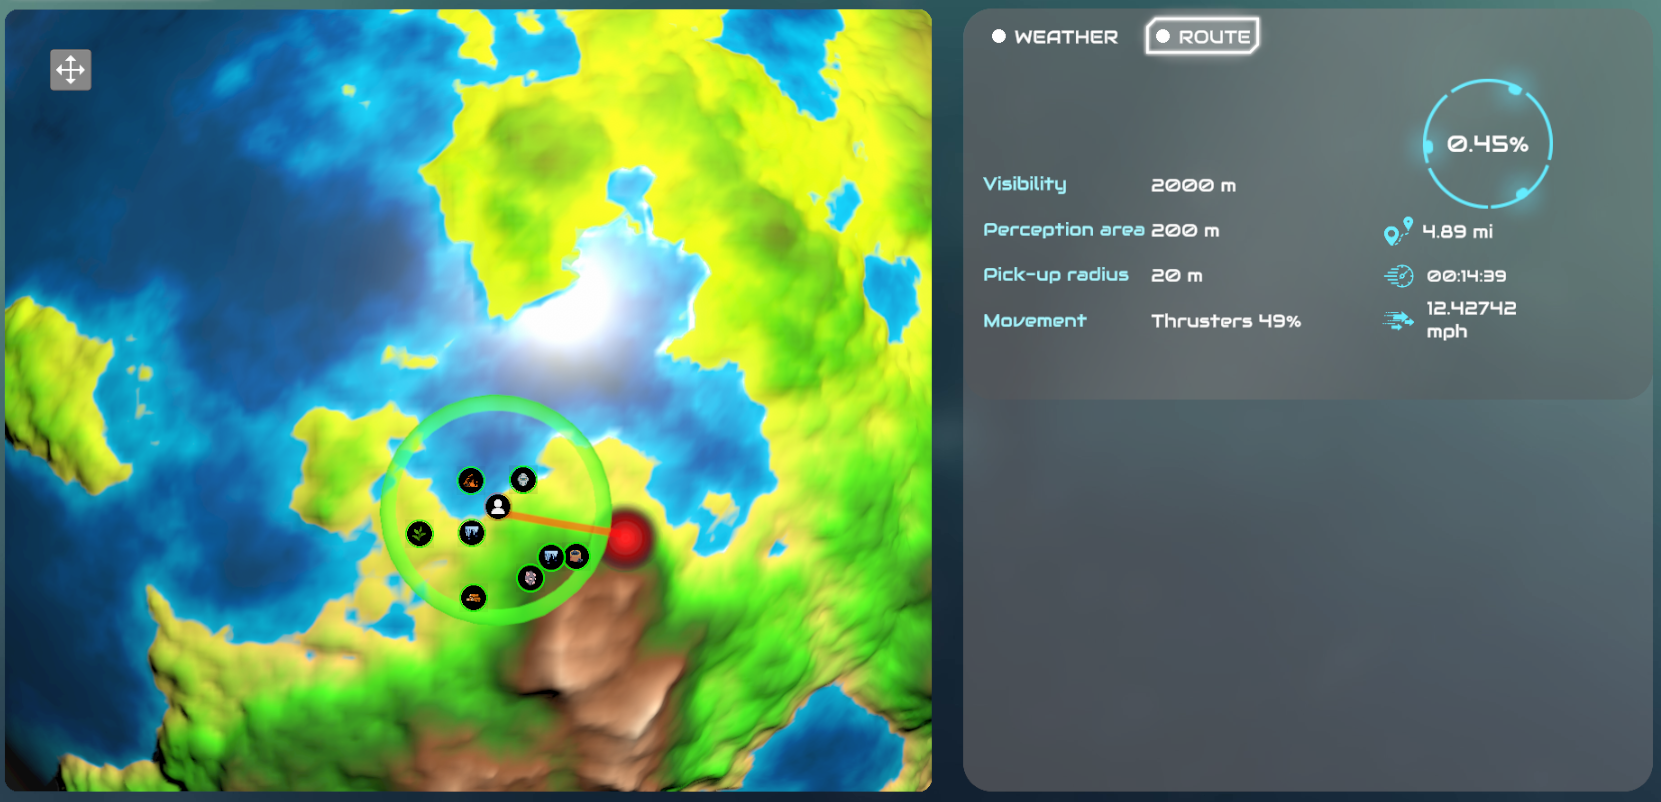 WEATHER
ROUTE
0.45%
Visibility 2000 m
Perception area 200 m
4.89 mi
Pick-up radius 20 m
00:14:39
Movement Thrusters 49%
12.42742
mph